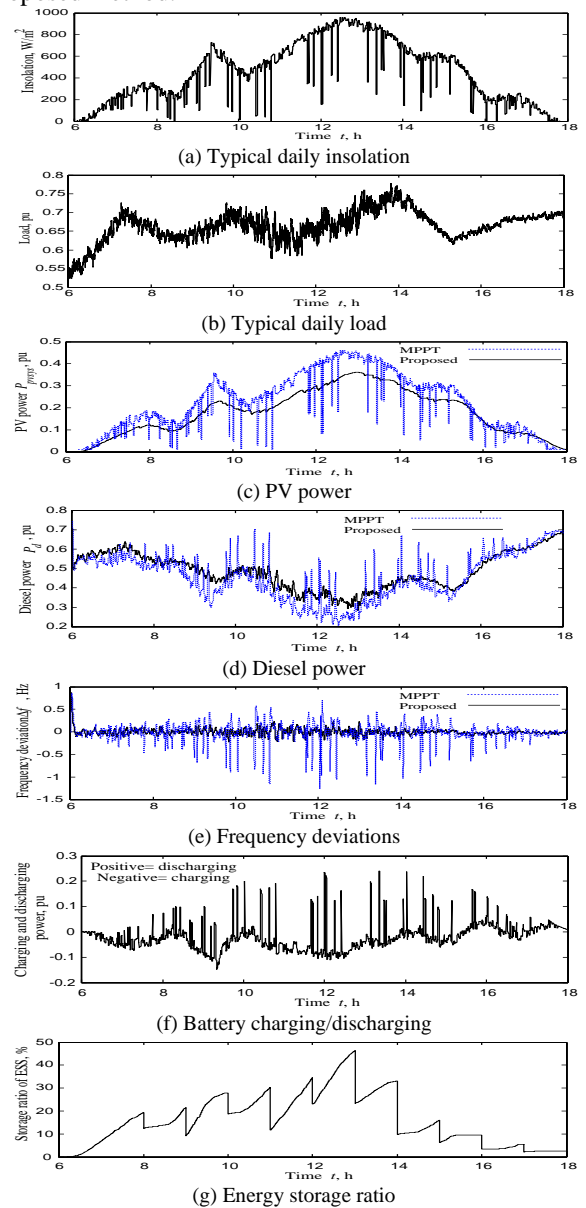 1000
800
600
400
200
0
Insolation, W/m²
6 8 10 12 14 16 18
Time t, h
(a) Typical daily insolation
0.8
0.75
0.7
0.65
0.6
0.55
0.5
Load, pu
6 8 10 12 14 16 18
Time t, h
(b) Typical daily load
0.5
0.4
0.3
0.2
0.1
0
PV power Ppvsys, pu
MPPT
Proposed
6 8 10 12 14 16 18
Time t, h
(c) PV power
0.8
0.7
0.6
0.5
0.4
0.3
0.2
Diesel power Pd, pu
MPPT
Proposed
6 8 10 12 14 16 18
Time t, h
(d) Diesel power
1
0.5
0
-0.5
-1
-1.5
Frequency deviationΔf , Hz
MPPT
Proposed
6 8 10 12 14 16 18
Time t, h
(e) Frequency deviations
0.3
0.2
0.1
0
-0.1
-0.2
Charging and discharging
power, pu
Positive= discharging
Negative= charging
6 8 10 12 14 16 18
Time t, h
(f) Battery charging/discharging
50
40
30
20
10
0
Storage ratio of ESS, %
6 8 10 12 14 16 18
Time t, h
(g) Energy storage ratio